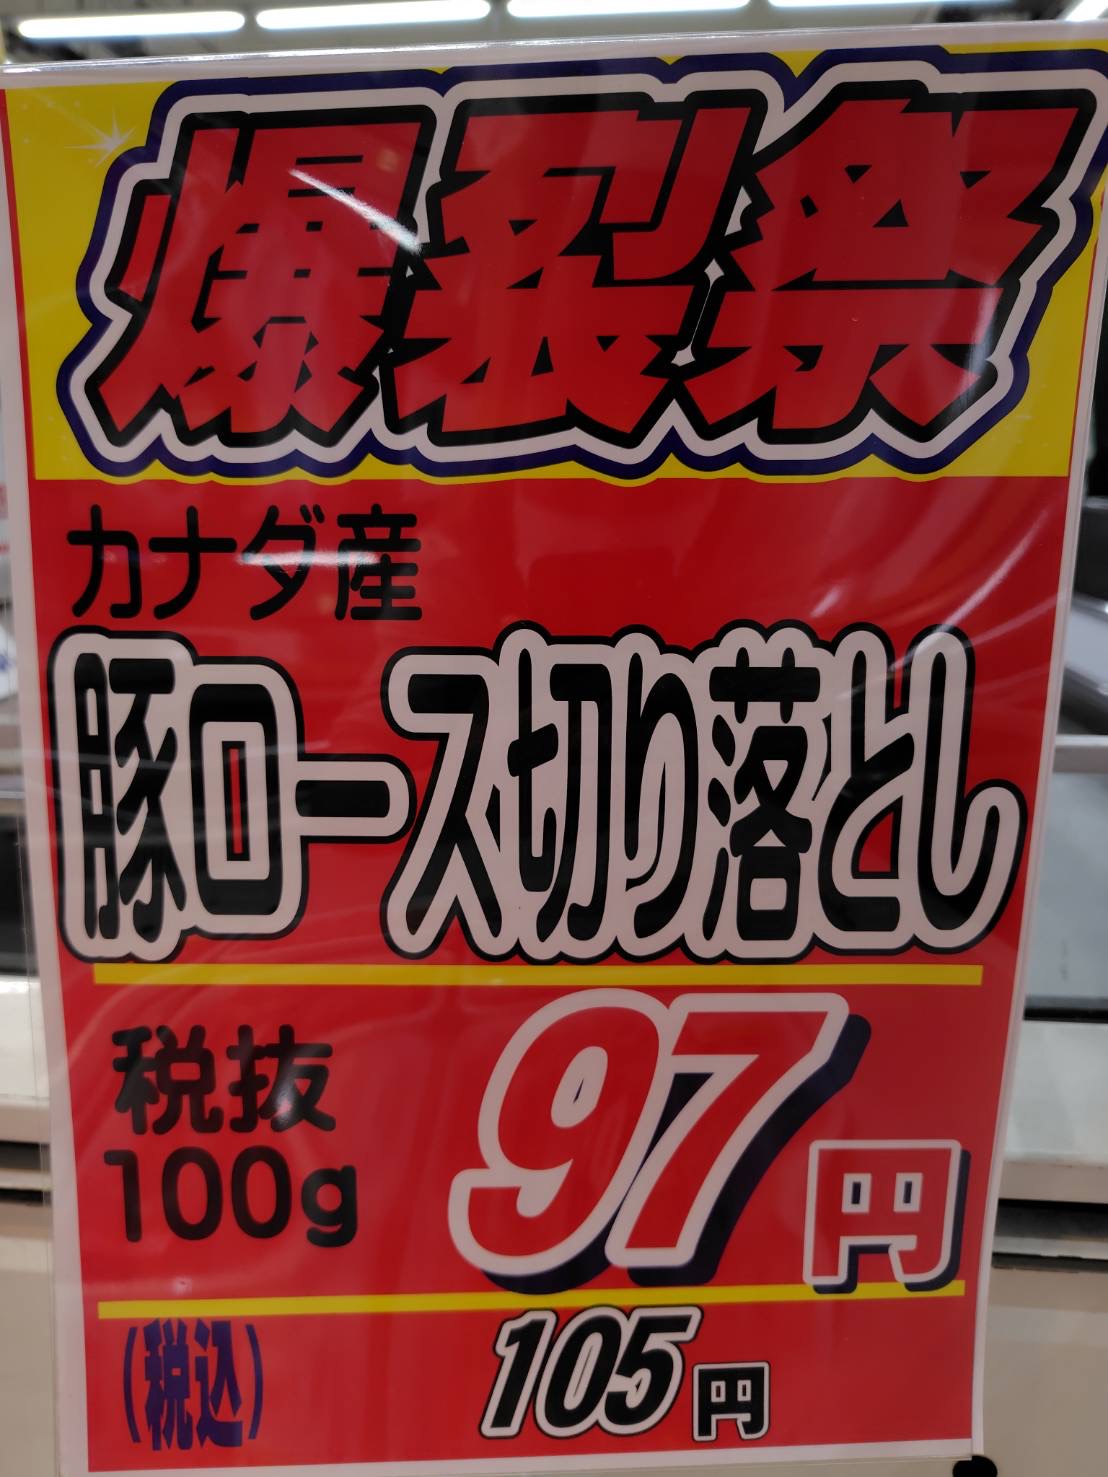 爆裂祭
カナダ産
豚ロース切り落とし
税抜
100g
97円
(税込)
105円